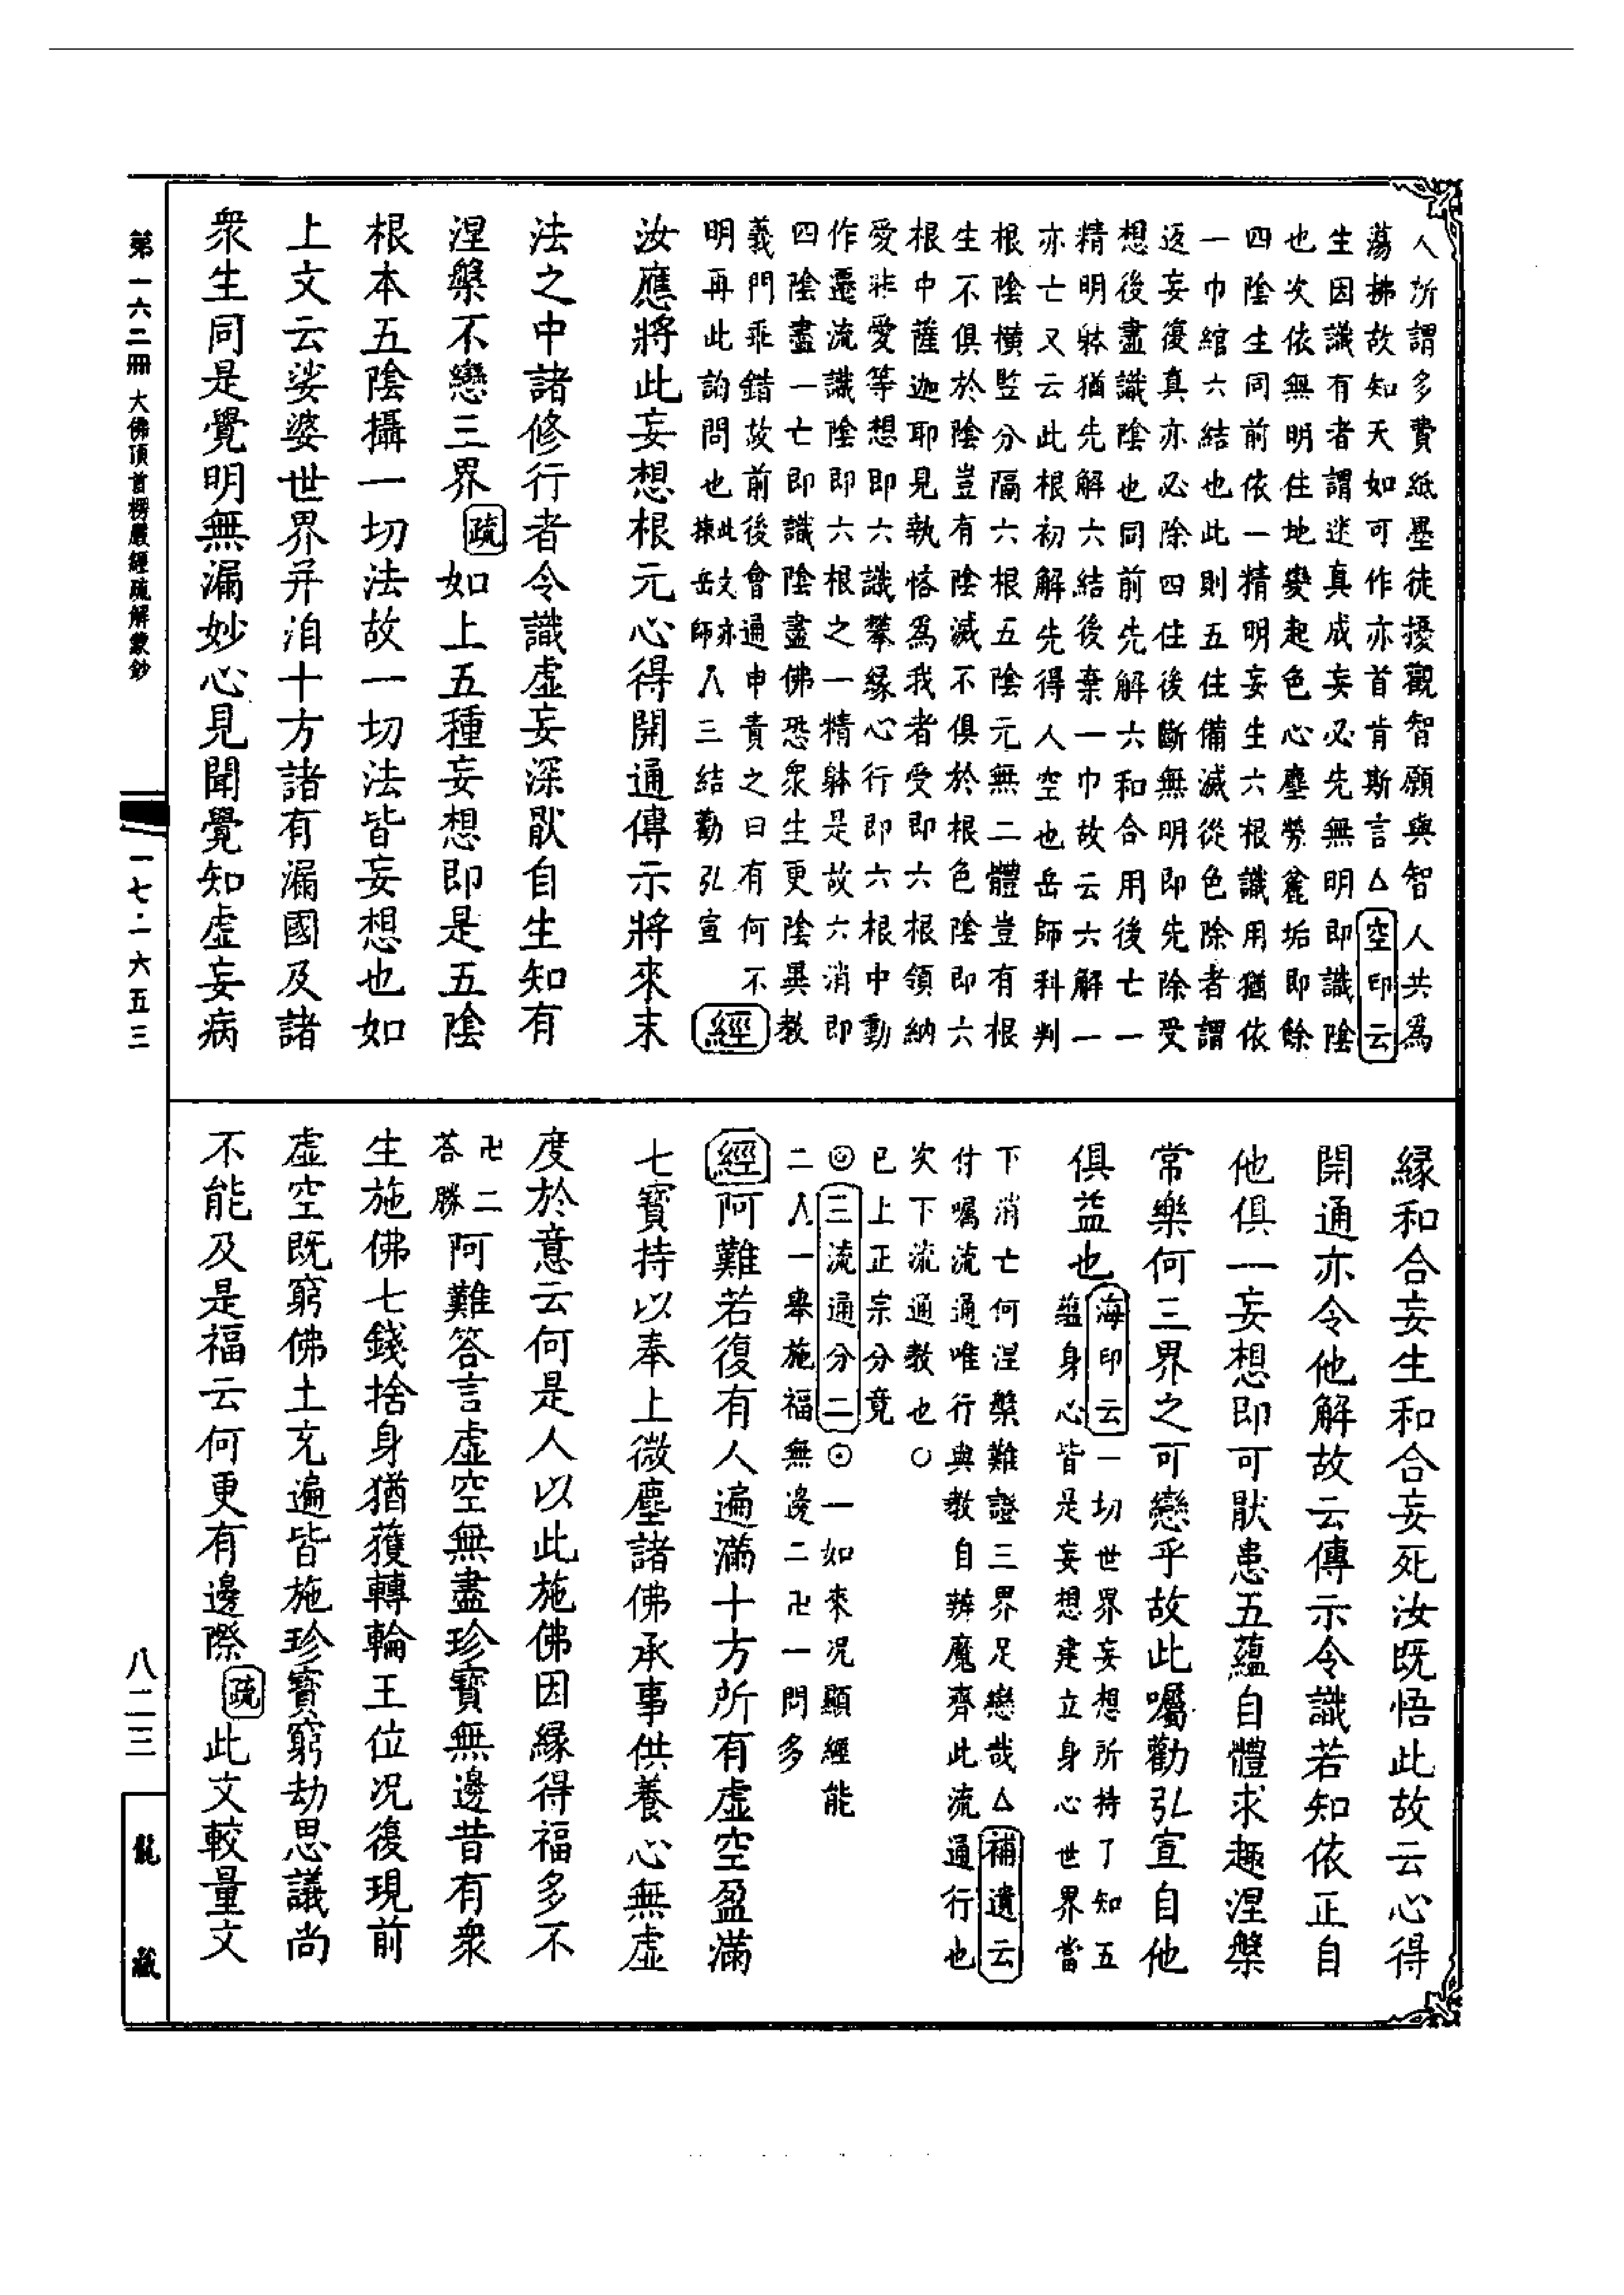 人所謂多費紙墨徒擾觀智願與智人共為
蕩拂故知天如可作亦首肯斯言△空印云
生因識有者謂迷真成妄必先無明即識陰
也次依無明住地變起色心塵勞麁垢即餘
四陰生同前依一精明妄生六根識用猶依
一巾綰六結也此則五住備滅從色除者謂
返妄復真亦必除四住後斷無明即先除受
想後盡識陰也同前先解六和合用後亡一
精明躰猶先解六結後棄一巾故云六解一
亦亡又云此根初解先得人空也岳師科判
根陰橫竪分隔六根五陰元無二體豈有根
生不俱於陰豈有陰滅不俱於根色陰即六
根中薩迦耶見執悋為我者受即六根領納
愛非愛等想即六識攀緣心行即六根中動
作遷流識陰即六根之一精躰是故六消即
四陰盡一亡即識陰盡佛恐衆生更陰異教
義門乖錯故前後會通申責之曰有何不
明再此詢問也此文亦揀岳師人三結勸弘宣經
汝應將此妄想根元心得開通傳示將來末
法之中諸修行者令識虛妄深厭自生知有
涅槃不戀三界疏如上五種妄想即是五陰
根本五陰攝一切法故一切法皆妄想也如
上文云娑婆世界并洎十方諸有漏國及諸
衆生同是覺明無漏妙心見聞覺知虛妄病
緣和合妄生和合妄死汝既悟此故云心得
開通亦令他解故云傳示令識若知依正自
他俱一妄想即可厭患五蘊自體求趣涅槃
常樂何三界之可戀乎故此囑勸弘宣自他
俱益也海印云一切世界妄想所持了知五
蘊身心皆是妄想建立身心世界當
下消亡何涅槃難證三界足戀哉△補遺云
付囑流通唯行與教自辨魔齊此流通行也
次下流通教也○
已上正宗分竟
◎三流通分二⊙一如來况顯經能
二人一舉施福無邊二卍一問多
經阿難若復有人遍滿十方所有虛空盈滿
七寶持以奉上微塵諸佛承事供養心無虛
度於意云何是人以此施佛因緣得福多不
卍二答勝阿難答言虛空無盡珍寶無邊昔有衆
生施佛七錢捨身猶獲轉輪王位况復現前
虛空既窮佛土充遍皆施珍寶窮劫思議尚
不能及是福云何更有邊際疏此文較量文
第一六二冊 大佛頂首楞嚴經疏解蒙鈔
一七二六五三
八二三
龍藏